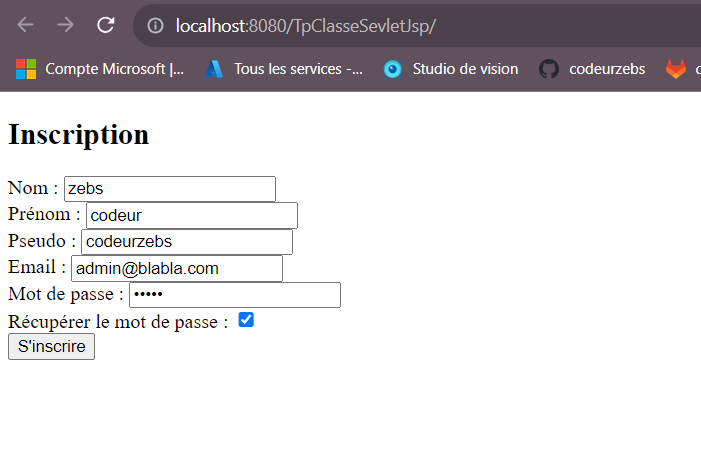 localhost:8080/TpClasseSevletJsp/
Compte Microsoft |... Tous les services -... Studio de vision codeurzebs
Inscription
Nom : zebs
Prénom : codeur
Pseudo : codeurzebs
Email : admin@blabla.com
Mot de passe : •••••
Récupérer le mot de passe :
S'inscrire